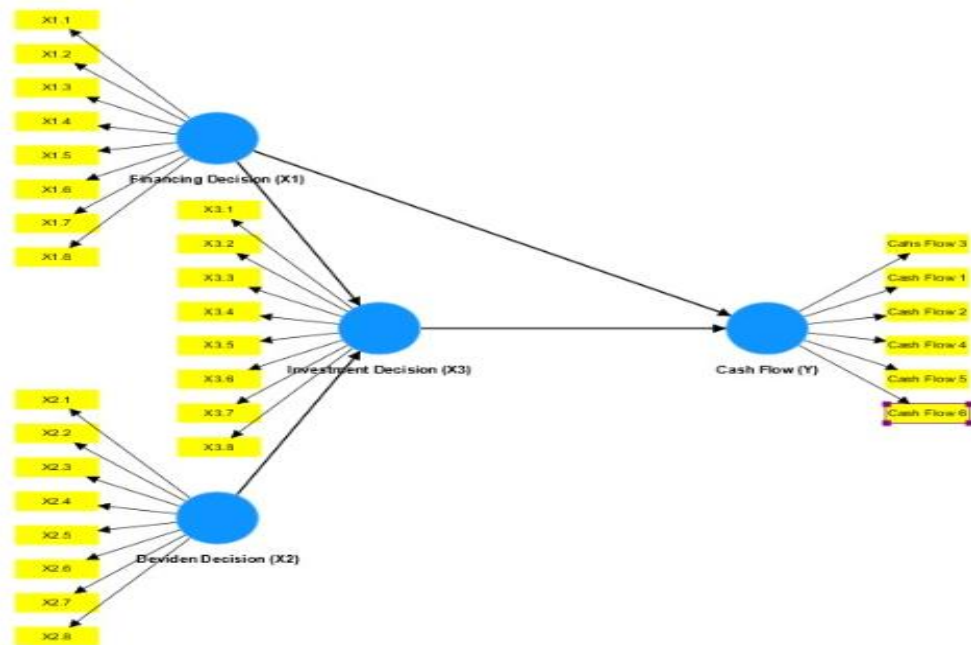 X1.1
X1.2
X1.3
X1.4
X1.5
X1.6
X1.7
X1.8
Financing Decision (X1)
X3.1
X3.2
X3.3
X3.4
X3.5
X3.6
X3.7
X3.8
Investment Decision (X3)
Cahs Flow 3
Cash Flow 1
Cash Flow 2
Cash Flow 4
Cash Flow 5
Cash Flow 6
Cash Flow (Y)
X2.1
X2.2
X2.3
X2.4
X2.5
X2.6
X2.7
X2.8
Deviden Decision (X2)